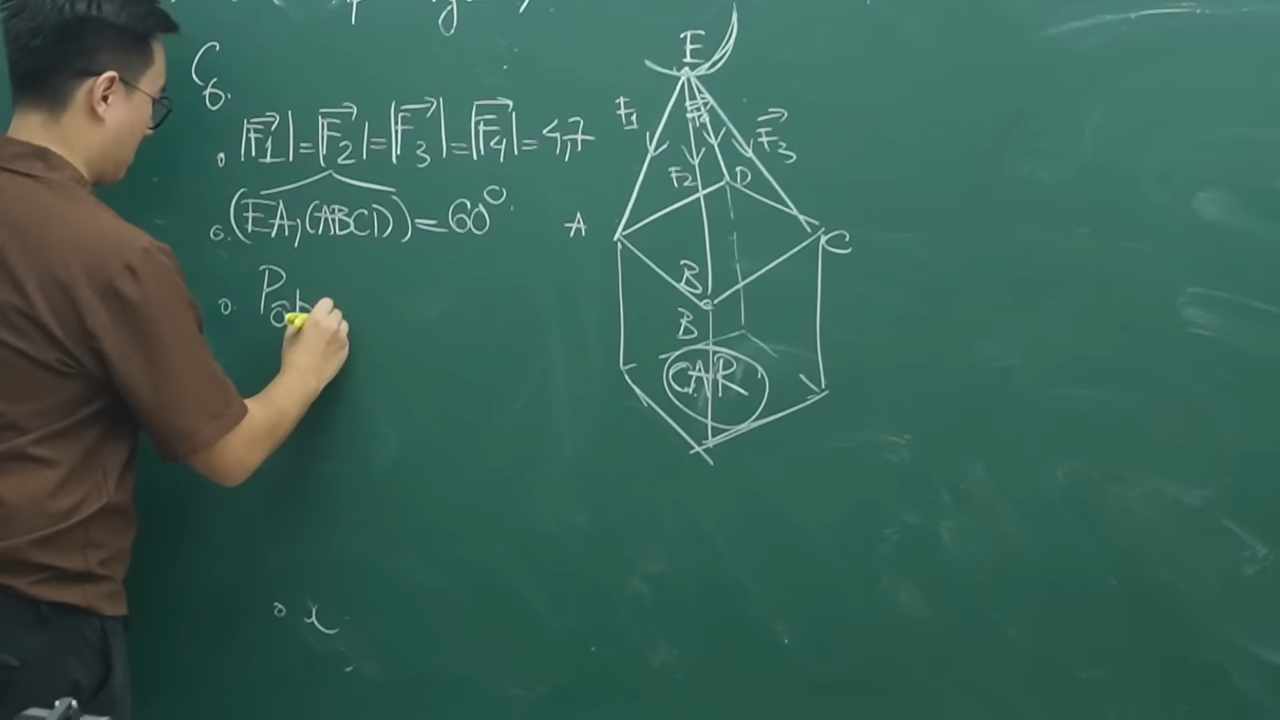 C6.
|F1| = |F2| = |F3| = |F4| = 4,7
(EA, (ABCD)) = 60°
P
E
F1
F3
F2
D
A
C
B
B
CAR
x